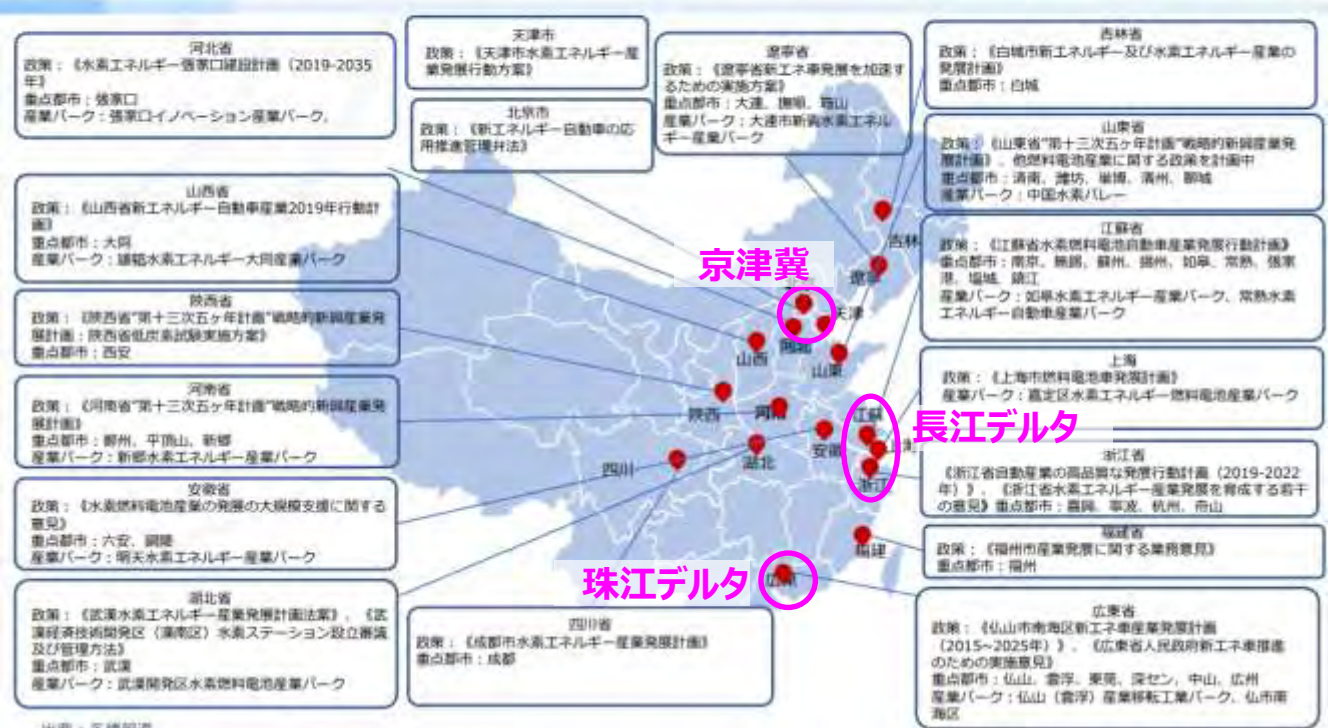 河北省
政策：《水素エネルギー張家口建設計画（2019-2035
年》
重点都市：張家口
産業パーク：張家口イノベーション産業パーク、
天津市
政策：《天津市水素エネルギー産
業発展行動方案》
北京市
政策：《新エネルギー自動車の応
用推進管理弁法》
遼寧省
政策：《遼寧省新エネ車発展を加速す
るための実施方案》
重点都市：大連、撫順、鞍山
産業パーク：大連市新興水素エネル
ギー産業パーク
吉林省
政策：《白城市新エネルギー及び水素エネルギー産業の
発展計画》
重点都市：白城
山東省
政策：《山東省"第十三次五ヶ年計画"戦略的新興産業発
展計画》、他燃料電池産業に関する政策を計画中
重点都市：済南、濰坊、
産業パーク：中国水素バレー
山西省
政策：《山西省新エネルギー自動車産業2019年行動計
画》
重点都市：大同
産業パーク：雄韜水素エネルギー大同産業パーク
江蘇省
政策：《江蘇省水素燃料電池自動車産業発展行動計画》
重点都市：南京、無錫、蘇州、揚州、如皐、常熟、張家
港、塩城、鎮江
産業パーク：如皐水素エネルギー産業パーク、常熟水素
エネルギー自動車産業パーク
陝西省
政策：《陝西省"第十三次五ヶ年計画"戦略的新興産業発
展計画：陝西省低炭素試験実施方案》
重点都市：西安
上海
政策：《上海市燃料電池車発展計画》
産業パーク：嘉定区水素エネルギー燃料電池産業パーク
河南省
政策：《河南省"第十三次五ヶ年計画"戦略的新興産業発
展計画》
重点都市：鄭州、平頂山、新郷
産業パーク：新郷水素エネルギー産業パーク
浙江省
《浙江省自動産業の高品質な発展行動計画（2019-2022
年）》、《浙江省水素エネルギー産業発展を育成する若干
の意見》重点都市：嘉興、寧波、杭州、舟山
安徽省
政策：《水素燃料電池産業の発展の大規模支援に関する
意見》
重点都市：六安、銅陵
産業パーク：明天水素エネルギー産業パーク
福建省
政策：《福州市産業発展に関する業務意見》
重点都市：福州
湖北省
政策：《武漢水素エネルギー産業発展計画法案》、《武
漢経済技術開発区（漢南区）水素ステーション設立審議
及び管理方法》
重点都市：武漢
産業パーク：武漢開発区水素燃料電池産業パーク
四川省
政策：《成都市水素エネルギー産業発展計画》
重点都市：成都
広東省
政策：《仏山市南海区新エネ車産業発展計画
（2015~2025年）》、《広東省人民政府新エネ車推進
のための実施意見》
重点都市：仏山、雲浮、東莞、深セン、中山、広州
産業パーク：仏山（雲浮）産業移転工業パーク、仏市南
海区
吉林
遼寧
京津冀
天津
山西
山東
陝西
河南
江蘇
長江デルタ
安徽
四川
湖北
浙江
福建
珠江デルタ
広州